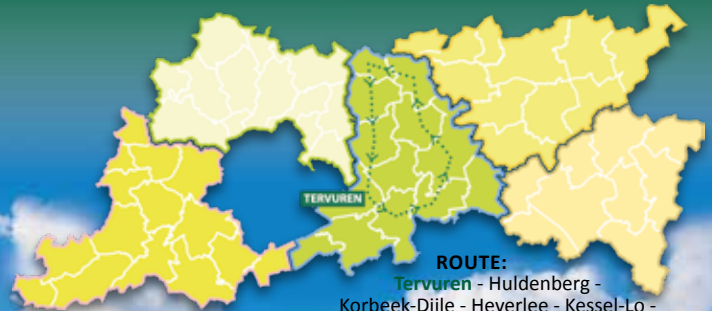 TERVUREN
ROUTE:
Tervuren - Huldenberg -
Korbeek-Dijle - Heverlee - Kessel-Lo -